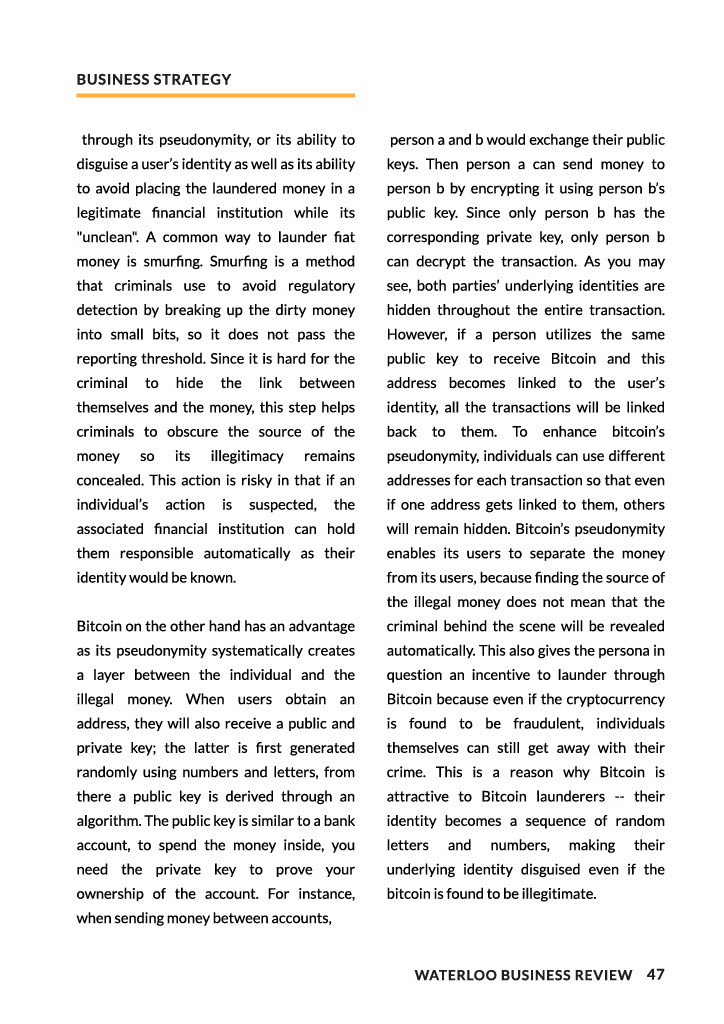 BUSINESS STRATEGY
through its pseudonymity, or its ability to
disguise a user's identity as well as its ability
to avoid placing the laundered money in a
legitimate financial institution while its
"unclean". A common way to launder fiat
money is smurfing. Smurfing is a method
that criminals use to avoid regulatory
detection by breaking up the dirty money
into small bits, so it does not pass the
reporting threshold. Since it is hard for the
criminal to hide the link between
themselves and the money, this step helps
criminals to obscure the source of the
money so its illegitimacy remains
concealed. This action is risky in that if an
individual's action is suspected, the
associated financial institution can hold
them responsible automatically as their
identity would be known.
Bitcoin on the other hand has an advantage
as its pseudonymity systematically creates
a layer between the individual and the
illegal money. When users obtain an
address, they will also receive a public and
private key; the latter is first generated
randomly using numbers and letters, from
there a public key is derived through an
algorithm. The public key is similar to a bank
account, to spend the money inside, you
need the private key to prove your
ownership of the account. For instance,
when sending money between accounts,
person a and b would exchange their public
keys. Then person a can send money to
person b by encrypting it using person b's
public key. Since only person b has the
corresponding private key, only person b
can decrypt the transaction. As you may
see, both parties' underlying identities are
hidden throughout the entire transaction.
However, if a person utilizes the same
public key to receive Bitcoin and this
address becomes linked to the user's
identity, all the transactions will be linked
back to them. To enhance bitcoin's
pseudonymity, individuals can use different
addresses for each transaction so that even
if one address gets linked to them, others
will remain hidden. Bitcoin's pseudonymity
enables its users to separate the money
from its users, because finding the source of
the illegal money does not mean that the
criminal behind the scene will be revealed
automatically. This also gives the persona in
question an incentive to launder through
Bitcoin because even if the cryptocurrency
is found to be fraudulent, individuals
themselves can still get away with their
crime. This is a reason why Bitcoin is
attractive to Bitcoin launderers -- their
identity becomes a sequence of random
letters and numbers, making their
underlying identity disguised even if the
bitcoin is found to be illegitimate.
WATERLOO BUSINESS REVIEW 47